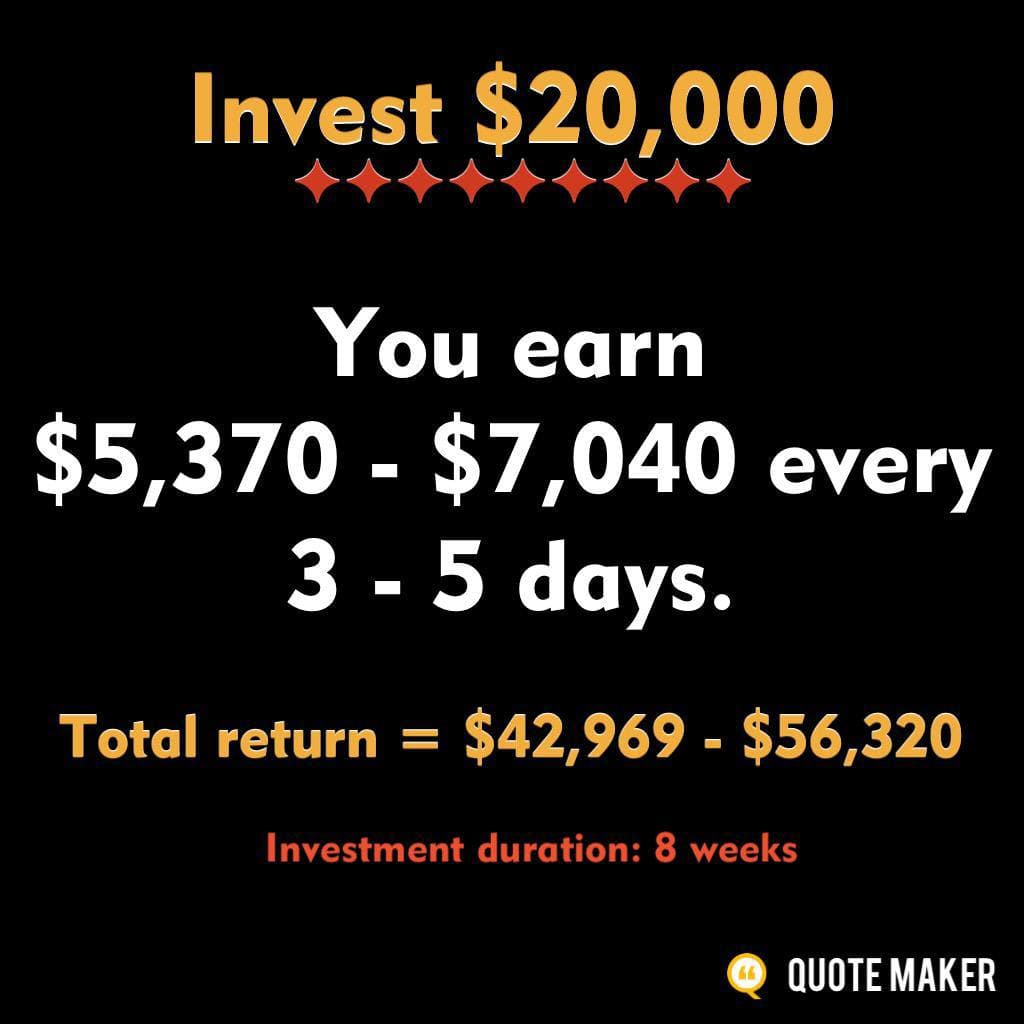 Invest $20,000
You earn
$5,370 - $7,040 every
3 - 5 days.
Total return = $42,969 - $56,320
Investment duration: 8 weeks
QUOTE MAKER